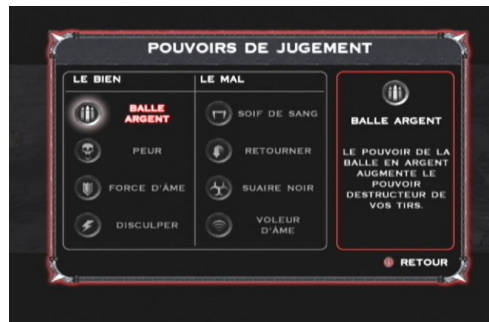 POUVOIRS DE JUGEMENT
LE BIEN
BALLE
ARGENT
PEUR
FORCE D'ÂME
DISCULPER
LE MAL
SOIF DE SANG
RETOURNER
SUAIRE NOIR
VOLEUR
D'ÂME
BALLE ARGENT
LE POUVOIR DE LA
BALLE EN ARGENT
AUGMENTE LE
POUVOIR
DESTRUCTEUR DE
VOS TIRS.
RETOUR